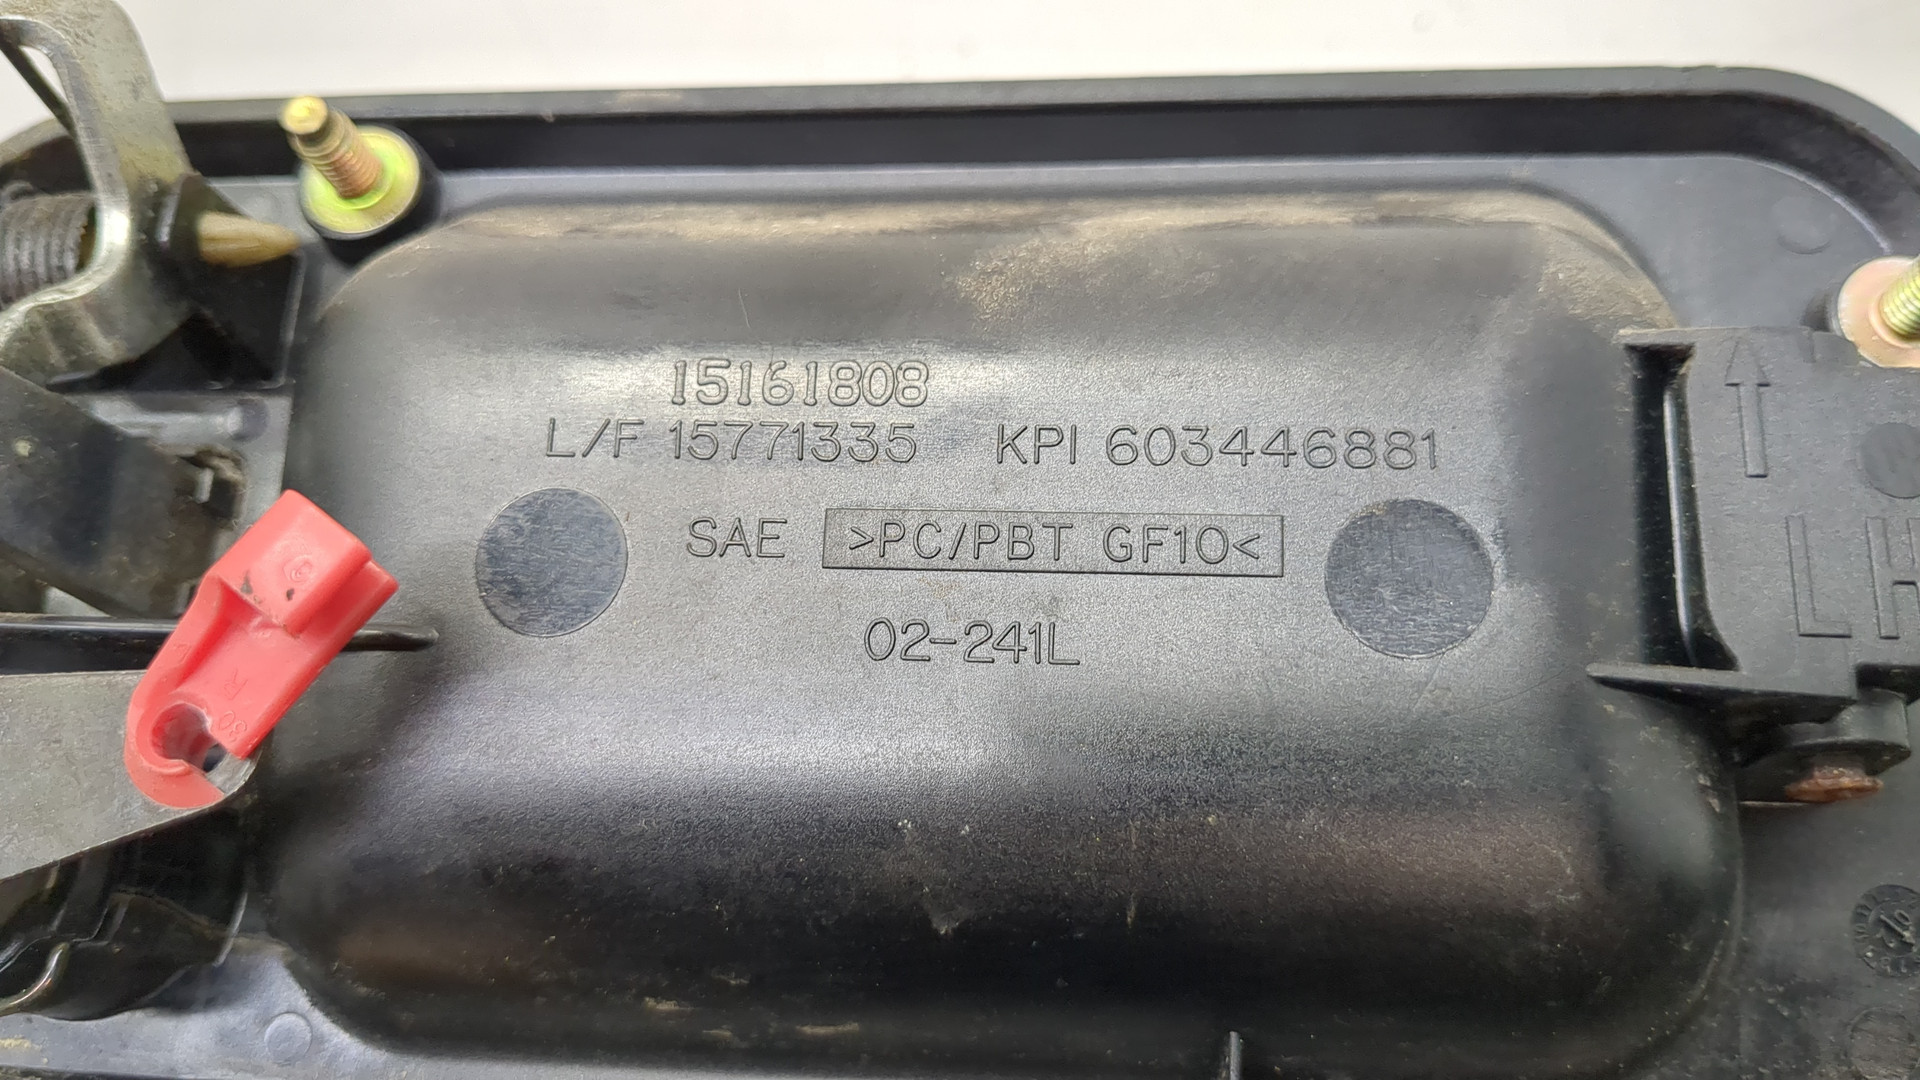 15161808
L/F 15771335 KPI 603446881
SAE >PC/PBT GF10<
02-241L
LH